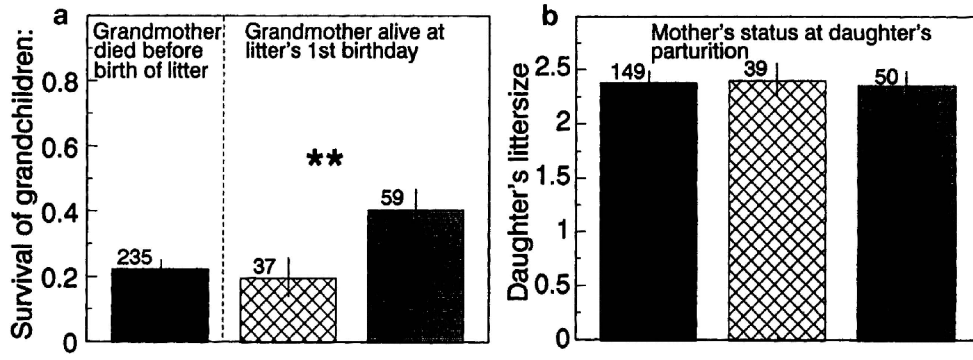 a
Survival of grandchildren:
0.8
0.6
0.4
0.2
0
Grandmother
died before
birth of litter
Grandmother alive at
litter's 1st birthday
**
235
37
59
b
Daughter's littersize
2.5
2
1.5
1
0.5
0
Mother's status at daughter's
parturition
149
39
50